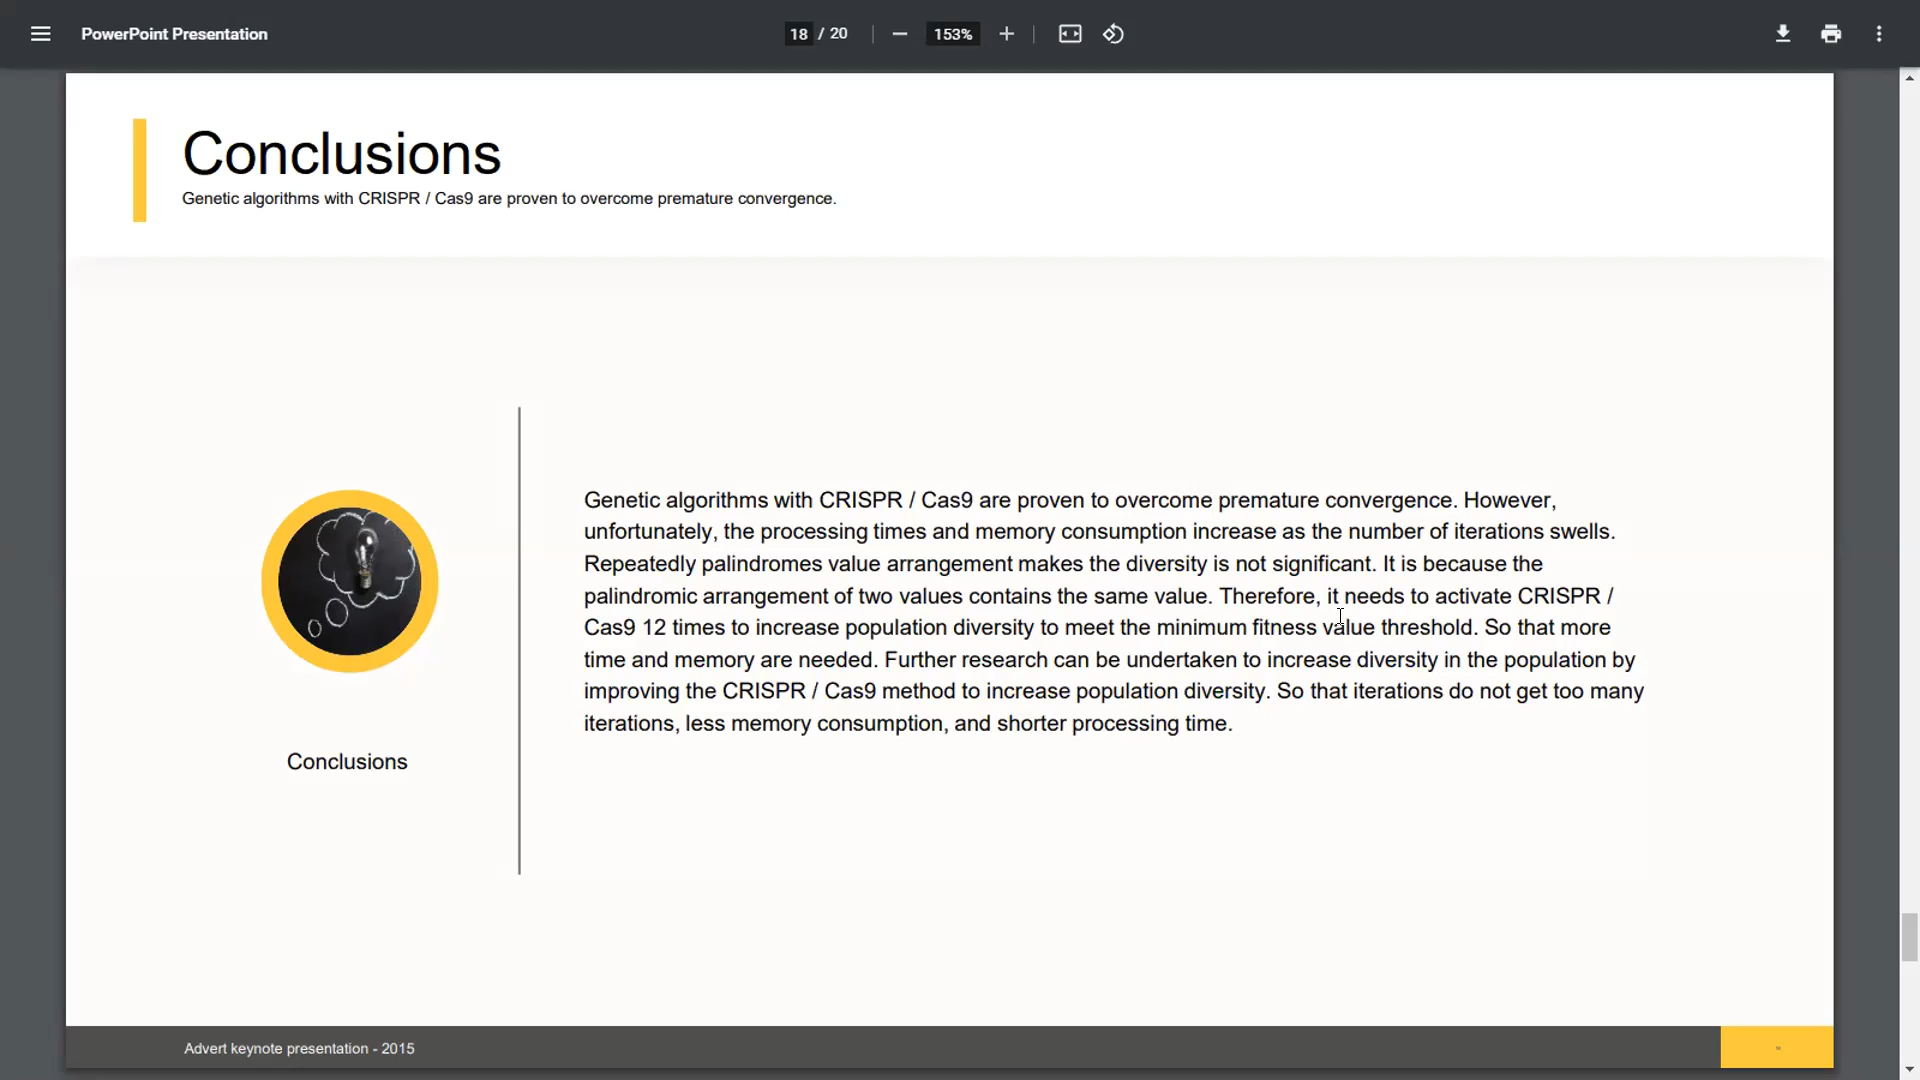 PowerPoint Presentation
18 / 20
153%
Conclusions
Genetic algorithms with CRISPR / Cas9 are proven to overcome premature convergence.
Genetic algorithms with CRISPR / Cas9 are proven to overcome premature convergence. However,
unfortunately, the processing times and memory consumption increase as the number of iterations swells.
Repeatedly palindromes value arrangement makes the diversity is not significant. It is because the
palindromic arrangement of two values contains the same value. Therefore, it needs to activate CRISPR /
Cas9 12 times to increase population diversity to meet the minimum fitness value threshold. So that more
time and memory are needed. Further research can be undertaken to increase diversity in the population by
improving the CRISPR / Cas9 method to increase population diversity. So that iterations do not get too many
iterations, less memory consumption, and shorter processing time.
Conclusions
Advert keynote presentation - 2015